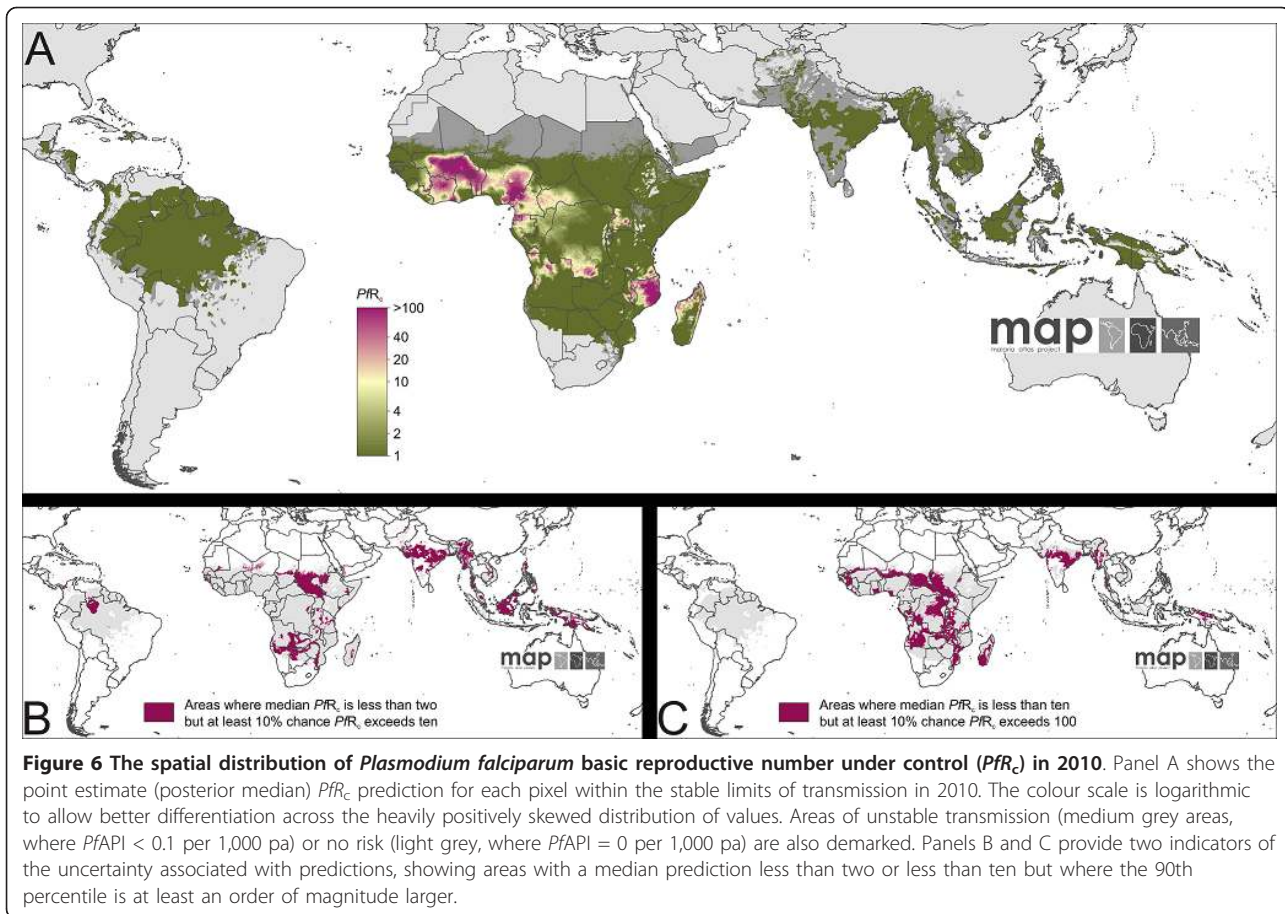 A
PfRc
>100
40
20
10
4
2
1
map
malaria atlas project
B
Areas where median PfRc is less than two
but at least 10% chance PfRc exceeds ten
map
C
Areas where median PfRc is less than ten
but at least 10% chance PfRc exceeds 100
map
Figure 6 The spatial distribution of Plasmodium falciparum basic reproductive number under control (PfRc) in 2010. Panel A shows the
point estimate (posterior median) PfRc prediction for each pixel within the stable limits of transmission in 2010. The colour scale is logarithmic
to allow better differentiation across the heavily positively skewed distribution of values. Areas of unstable transmission (medium grey areas,
where PfAPI < 0.1 per 1,000 pa) or no risk (light grey, where PfAPI = 0 per 1,000 pa) are also demarked. Panels B and C provide two indicators of
the uncertainty associated with predictions, showing areas with a median prediction less than two or less than ten but where the 90th
percentile is at least an order of magnitude larger.